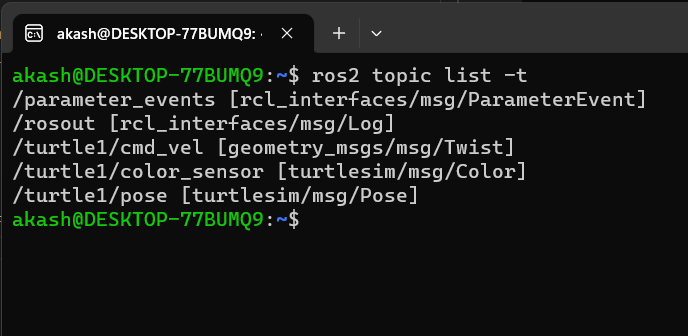 akash@DESKTOP-77BUMQ9: ~
akash@DESKTOP-77BUMQ9:~$ ros2 topic list -t
/parameter_events [rcl_interfaces/msg/ParameterEvent]
/rosout [rcl_interfaces/msg/Log]
/turtle1/cmd_vel [geometry_msgs/msg/Twist]
/turtle1/color_sensor [turtlesim/msg/Color]
/turtle1/pose [turtlesim/msg/Pose]
akash@DESKTOP-77BUMQ9:~$